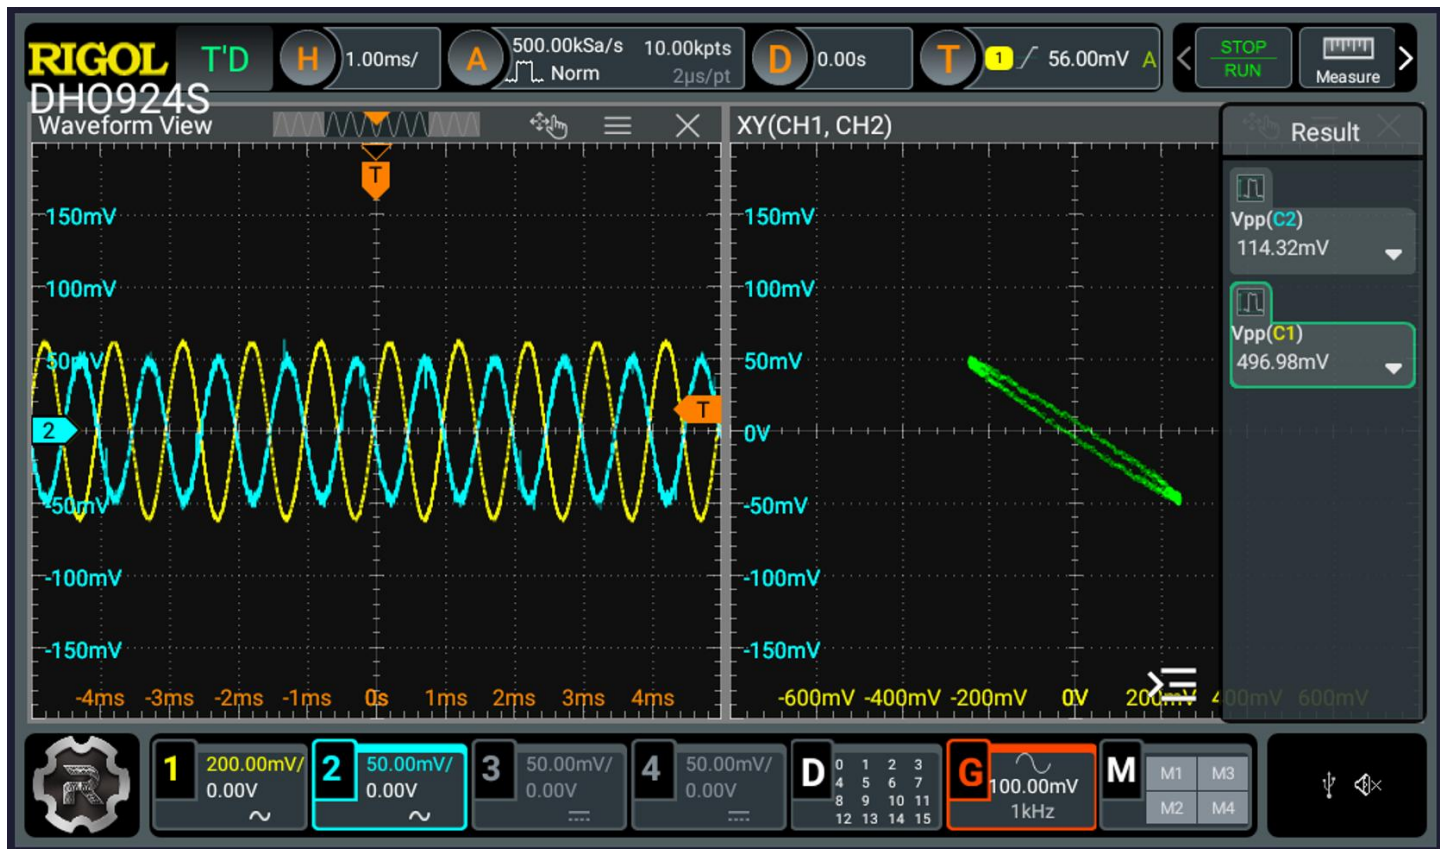 RIGOL T'D H 1.00ms/ A 500.00kSa/s 10.00kpts D 0.00s T 1 56.00mV A STOP
Norm 2µs/pt RUN Measure
DHO924S
Waveform View XY(CH1, CH2) Result
T
150mV 150mV
Vpp(C2)
114.32mV
100mV 100mV
Vpp(C1)
50mV 50mV 496.98mV
T
2 0V
-50mV -50mV
-100mV -100mV
-150mV -150mV
-4ms -3ms -2ms -1ms 0s 1ms 2ms 3ms 4ms -600mV -400mV -200mV 0V 200mV 400mV 600mV
R 1 200.00mV/ 2 50.00mV/ 3 50.00mV/ 4 50.00mV/ D 0 1 2 3 G M M1 M3
0.00V 0.00V 0.00V 0.00V 4 5 6 7 100.00mV
8 9 10 11 1kHz M2 M4
12 13 14 15